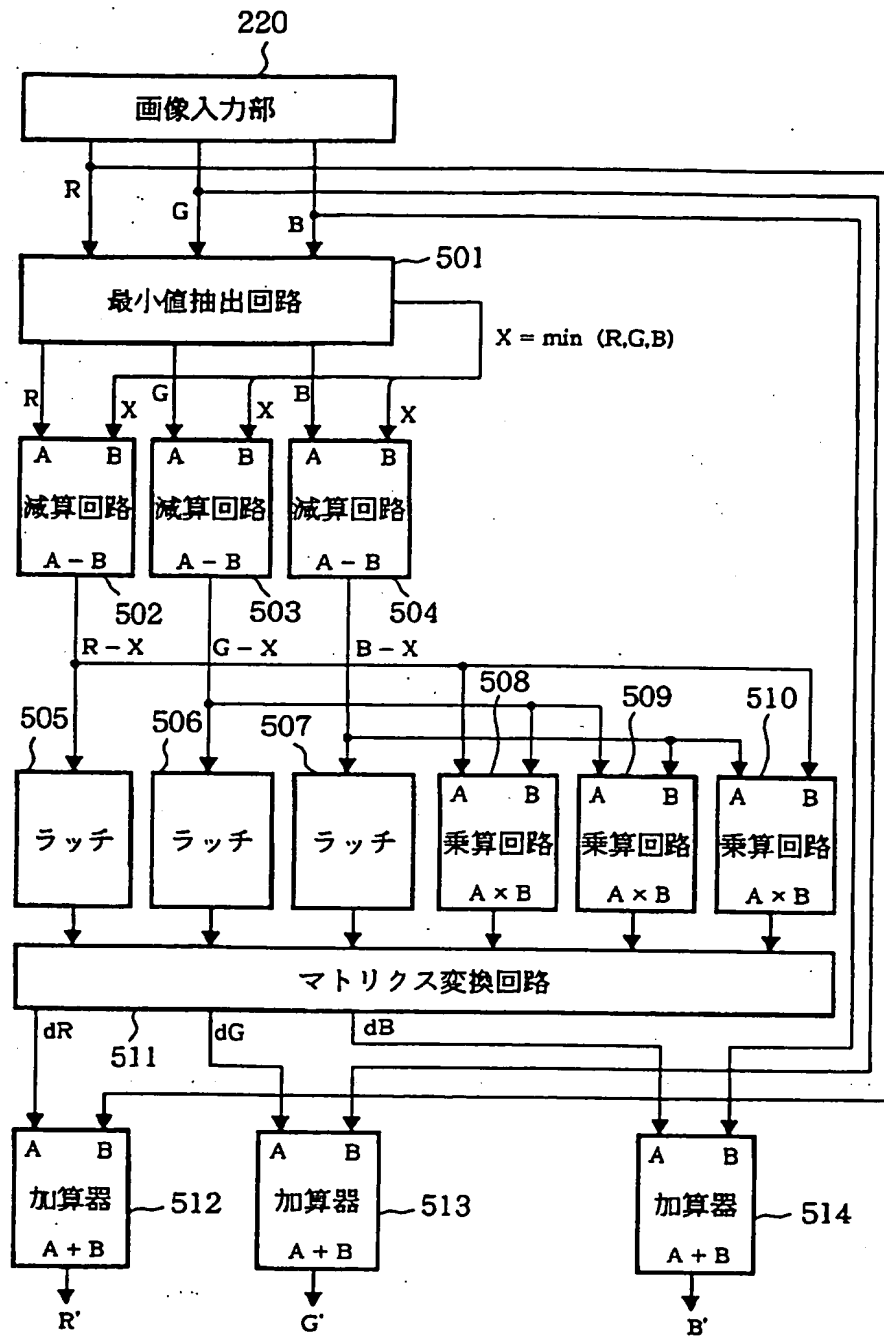 220
画像入力部
R
G
B
501
最小値抽出回路
X = min (R,G,B)
R
X
G
X
B
X
A B
減算回路
A − B
502
A B
減算回路
A − B
503
A B
減算回路
A − B
504
R − X
G − X
B − X
505
506
507
508
509
510
ラッチ
ラッチ
ラッチ
A B
乗算回路
A × B
A B
乗算回路
A × B
A B
乗算回路
A × B
マトリクス変換回路
511
dR
dG
dB
A B
加算器
A + B
512
A B
加算器
A + B
513
A B
加算器
A + B
514
R'
G'
B'